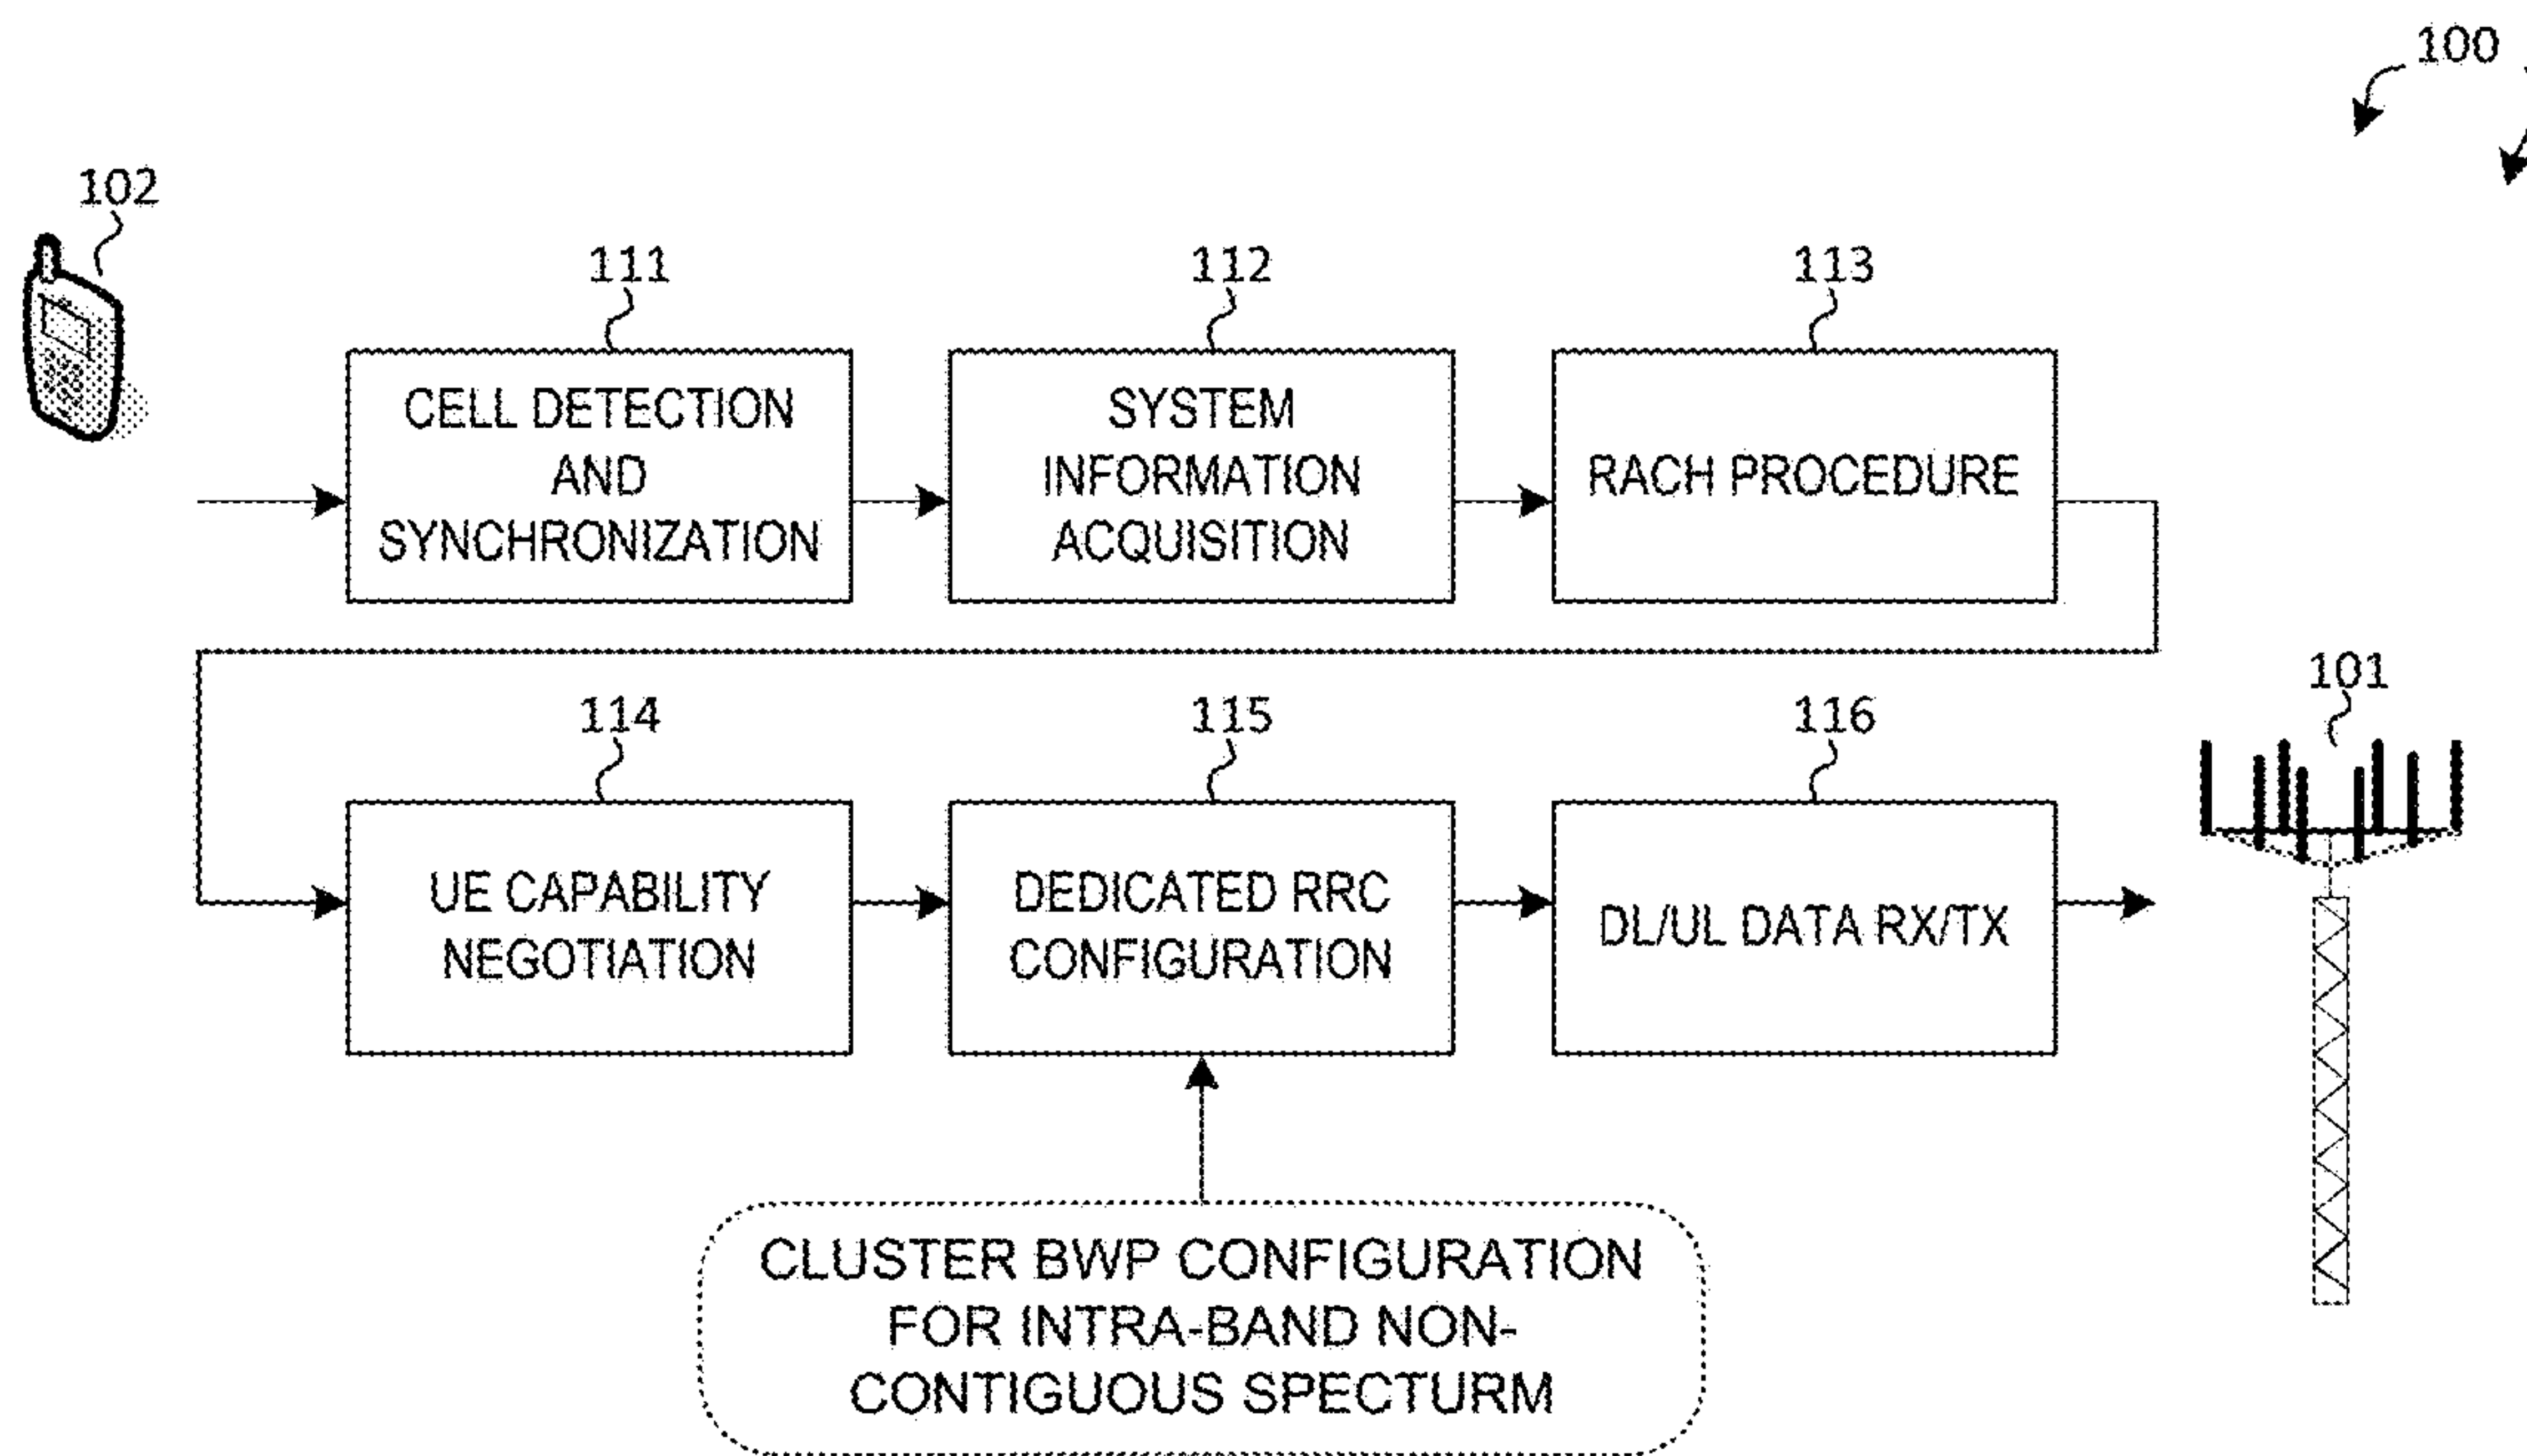 100
102
111
112
113
CELL DETECTION
AND
SYNCHRONIZATION
SYSTEM
INFORMATION
ACQUISITION
RACH PROCEDURE
101
114
115
116
UE CAPABILITY
NEGOTIATION
DEDICATED RRC
CONFIGURATION
DL/UL DATA RX/TX
CLUSTER BWP CONFIGURATION
FOR INTRA-BAND NON-
CONTIGUOUS SPECTURM